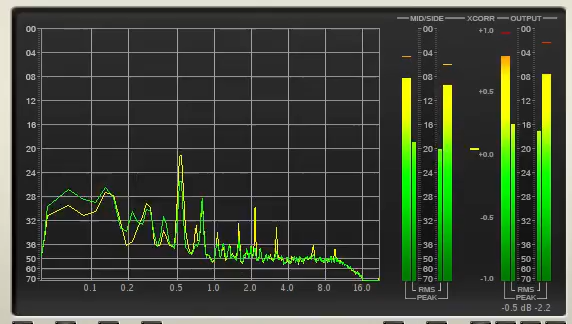 MID/SIDE XCORR OUTPUT
00 00 +1.0 00
04 04 04
08 08 08
12 12 +0.5 12
16 16 16
20 20 +0.0 20
24 24 24
28 28 28
32 32 -0.5 32
36 36 36
50 50 50
60 60 60
70 70 -1.0 70
0.1 0.2 0.5 1.0 2.0 4.0 8.0 16.0
RMS RMS
PEAK PEAK
-0.5 dB -2.2